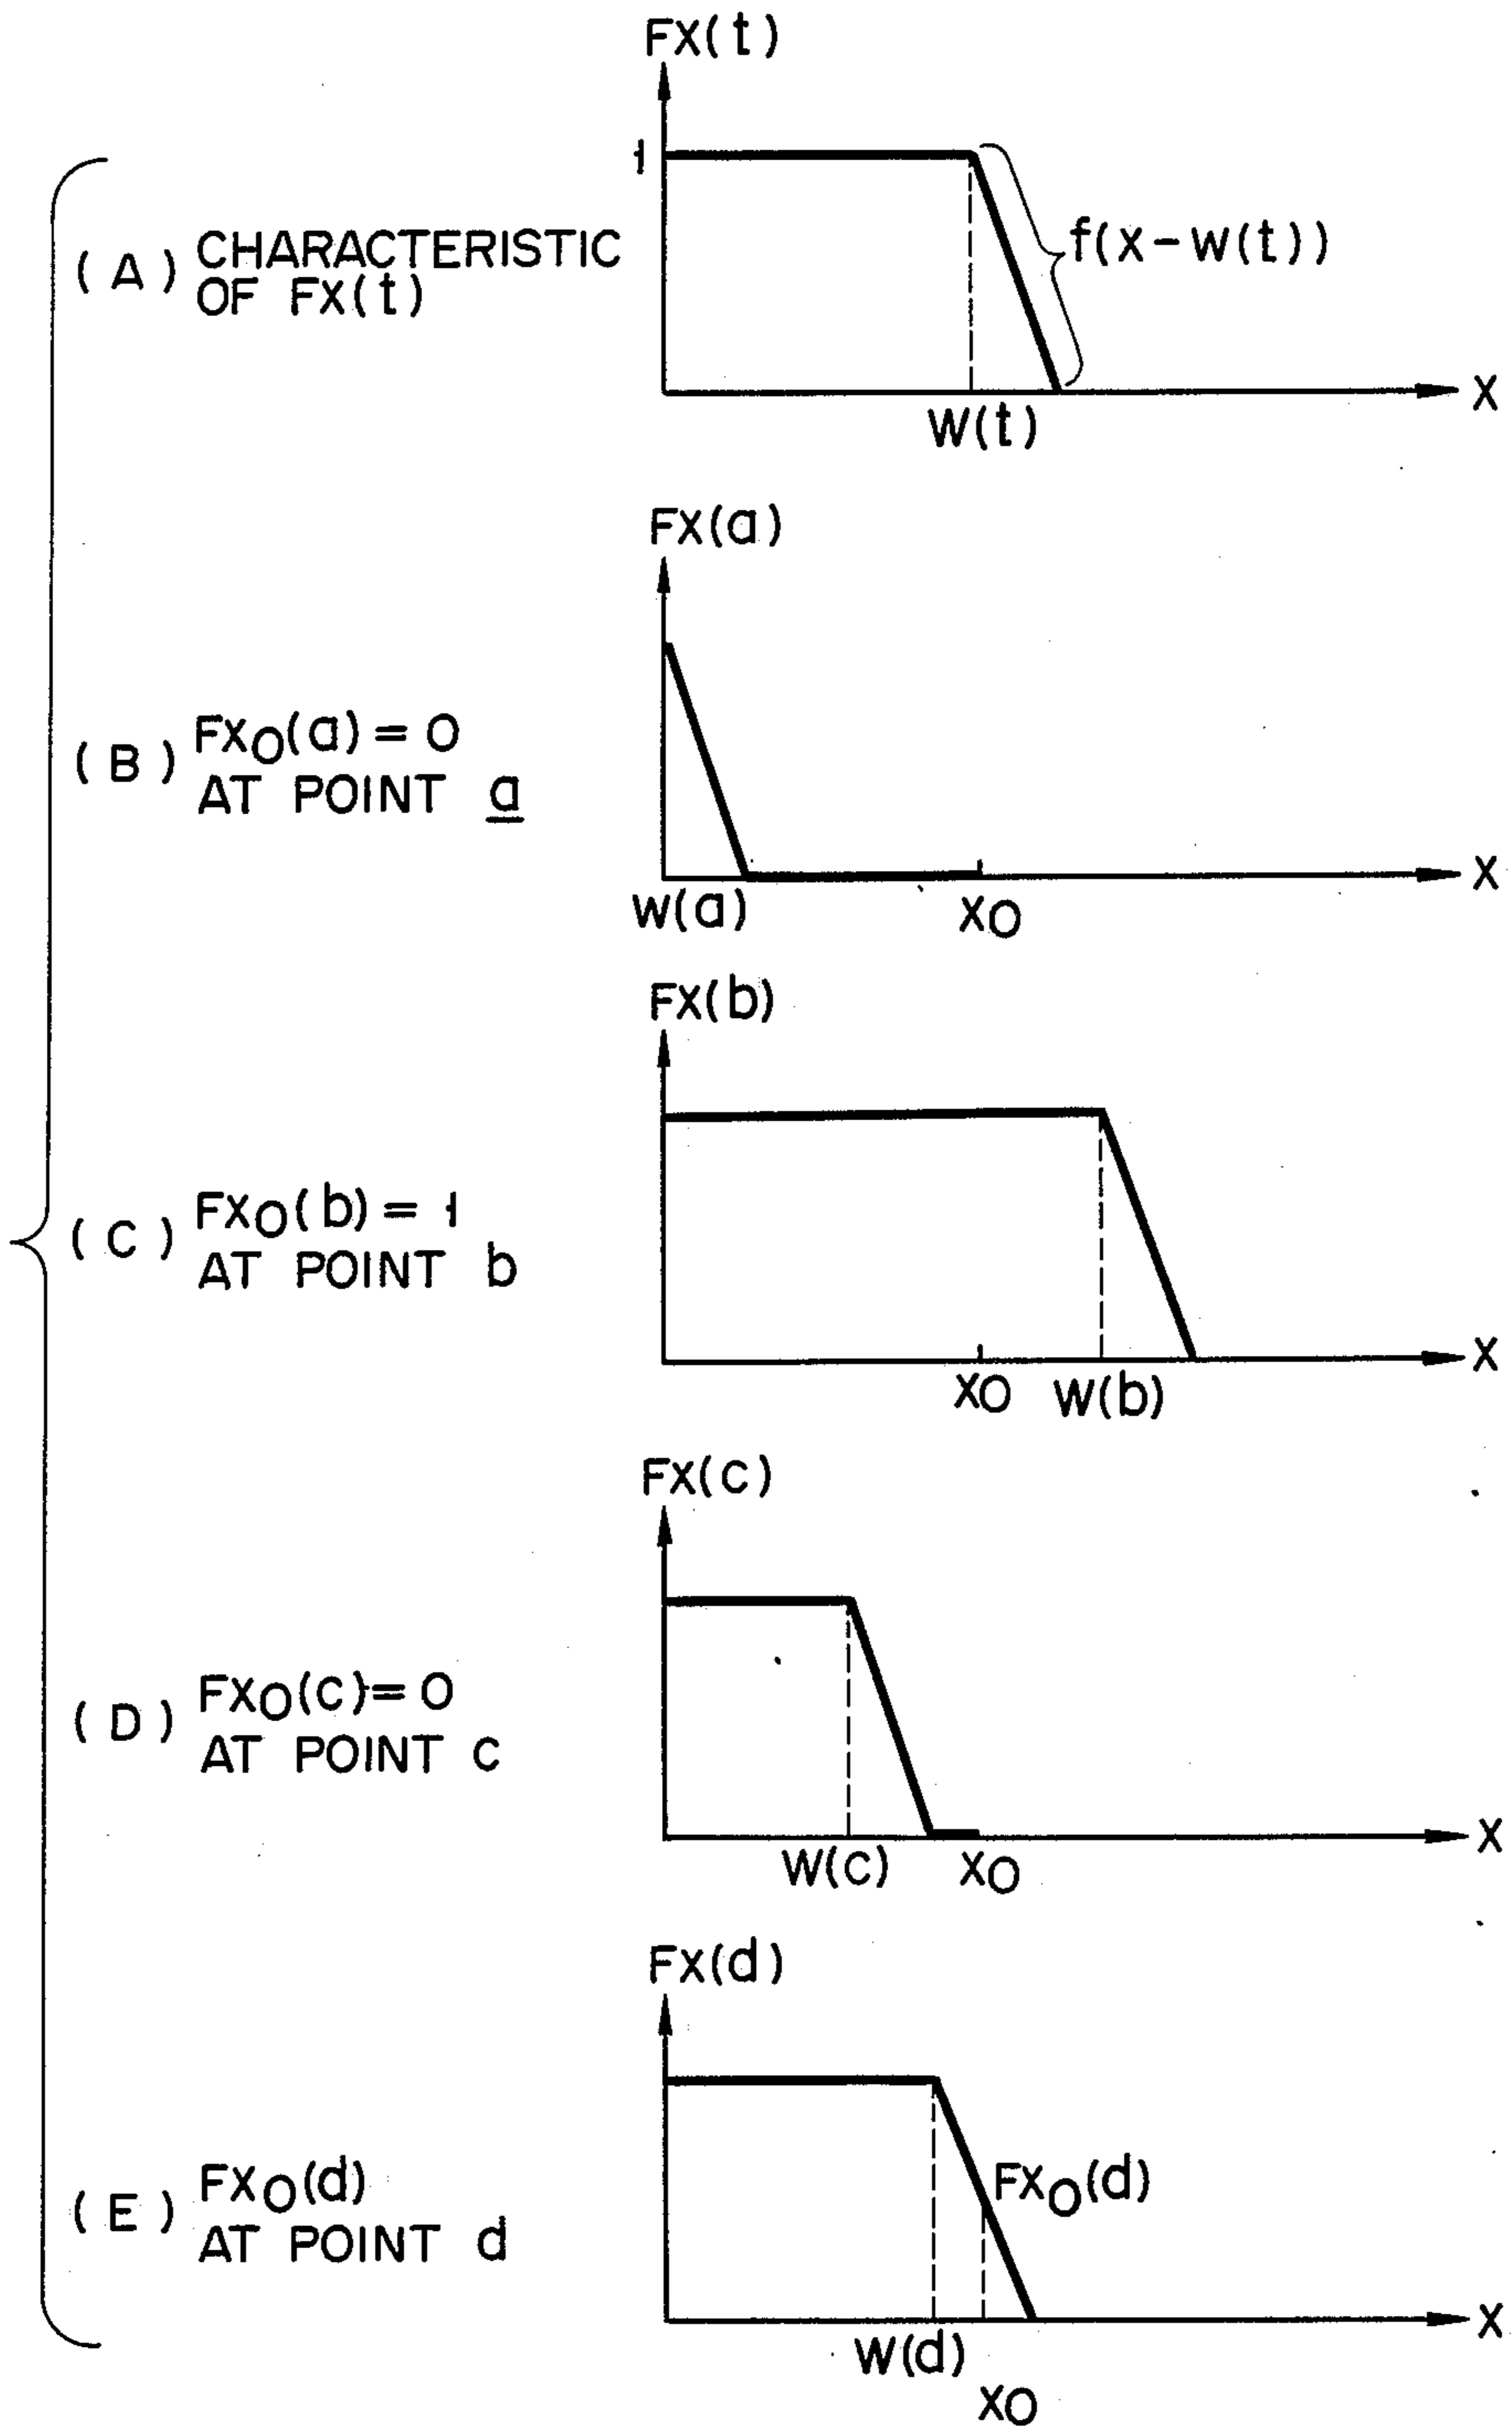 FX(t)
1
(A) CHARACTERISTIC
OF FX(t)
f(X-W(t))
X
W(t)
FX(a)
(B) FXO(a)=0
AT POINT a
X
W(a)
XO
FX(b)
(C) FXO(b)=1
AT POINT b
X
XO
W(b)
FX(c)
(D) FXO(c)=0
AT POINT c
X
W(c)
XO
FX(d)
(E) FXO(d)
AT POINT d
FXO(d)
X
W(d)
XO